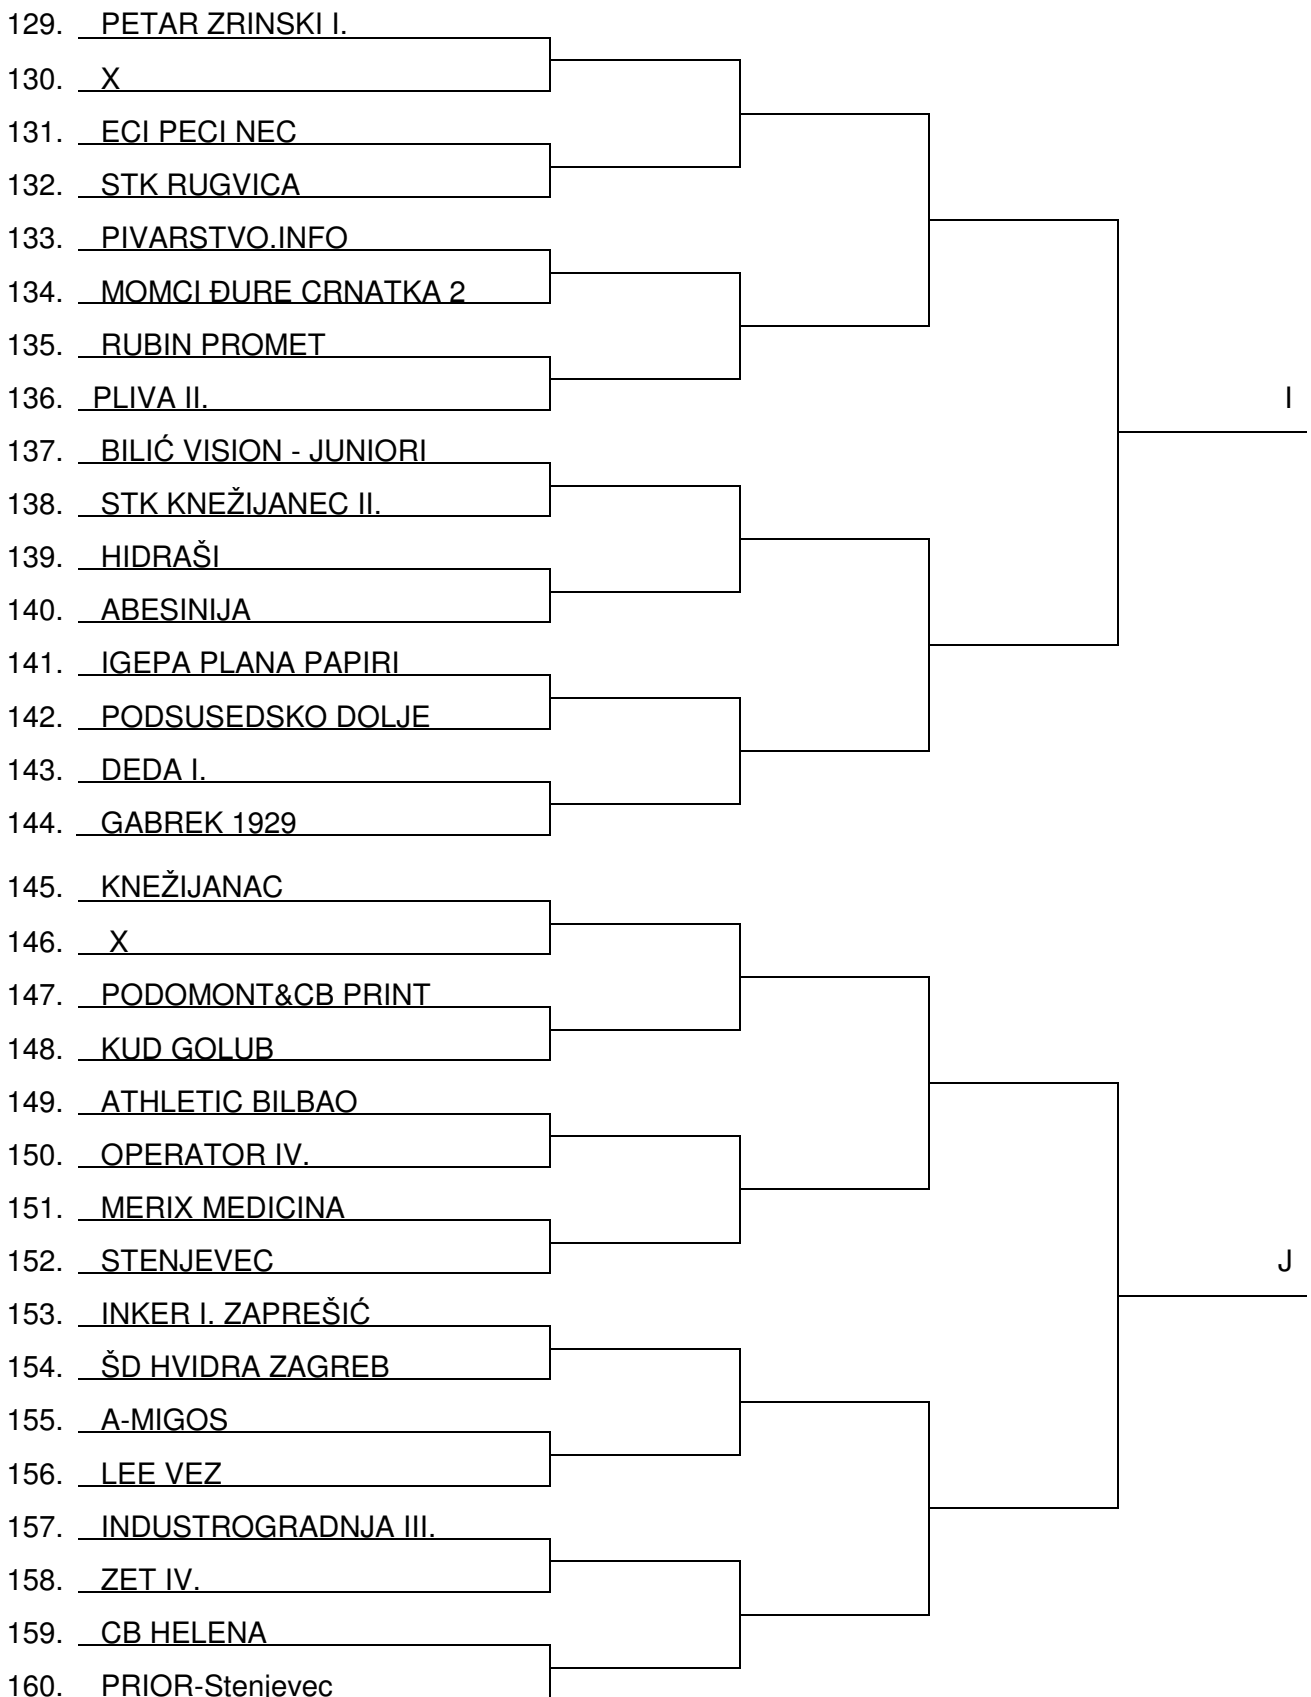 129. PETAR ZRINSKI I.
130. X
131. ECI PECI NEC
132. STK RUGVICA
133. PIVARSTVO.INFO
134. MOMCI ĐURE CRNATKA 2
135. RUBIN PROMET
136. PLIVA II.
I
137. BILIĆ VISION - JUNIORI
138. STK KNEŽIJANEC II.
139. HIDRAŠI
140. ABESINIJA
141. IGEPA PLANA PAPIRI
142. PODSUSEDSKO DOLJE
143. DEDA I.
144. GABREK 1929
145. KNEŽIJANAC
146. X
147. PODOMONT&CB PRINT
148. KUD GOLUB
149. ATHLETIC BILBAO
150. OPERATOR IV.
151. MERIX MEDICINA
152. STENJEVEC
J
153. INKER I. ZAPREŠIĆ
154. ŠD HVIDRA ZAGREB
155. A-MIGOS
156. LEE VEZ
157. INDUSTROGRADNJA III.
158. ZET IV.
159. CB HELENA
160. PRIOR-Stenjevec